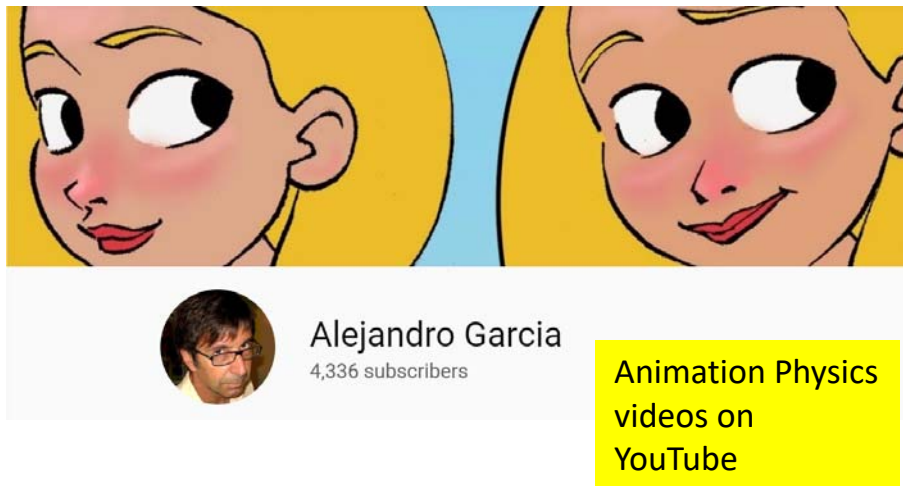 Alejandro Garcia
4,336 subscribers
Animation Physics
videos on
YouTube